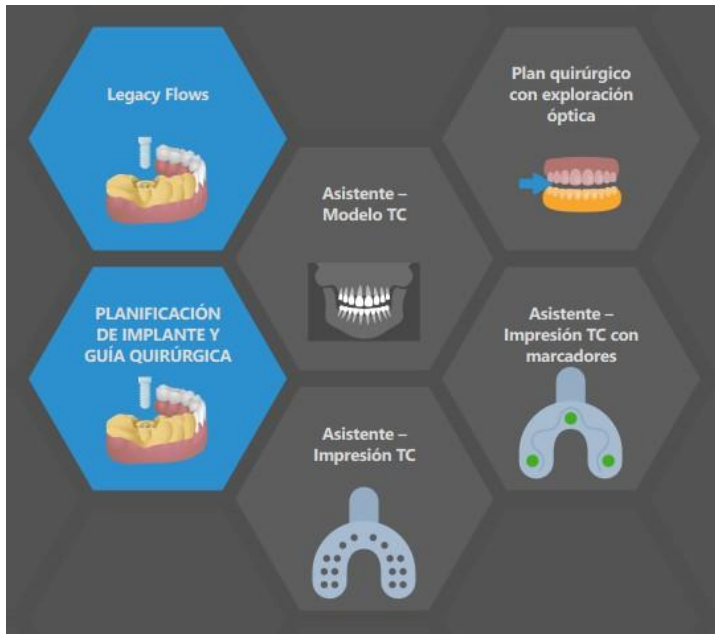 Legacy Flows
Plan quirúrgico
con exploración
óptica
Asistente –
Modelo TC
PLANIFICACIÓN
DE IMPLANTE Y
GUÍA QUIRÚRGICA
Asistente –
Impresión TC con
marcadores
Asistente –
Impresión TC